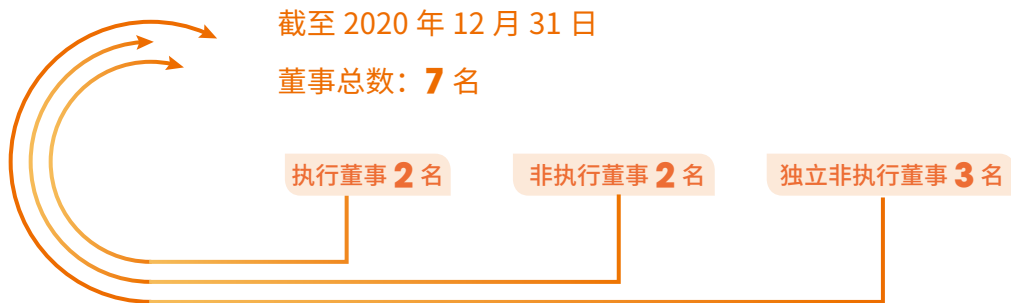 截至 2020 年 12 月 31 日
董事总数：7 名
执行董事 2 名
非执行董事 2 名
独立非执行董事 3 名